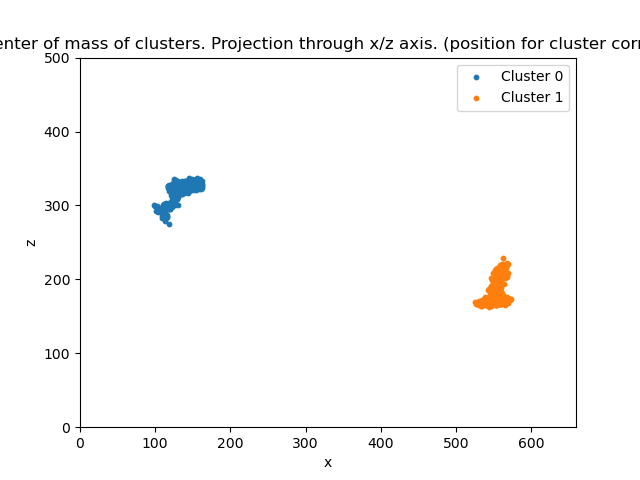 enter of mass of clusters. Projection through x/z axis. (position for cluster corr
Cluster 0
Cluster 1
500
400
300
200
100
0
z
0 100 200 300 400 500 600
x